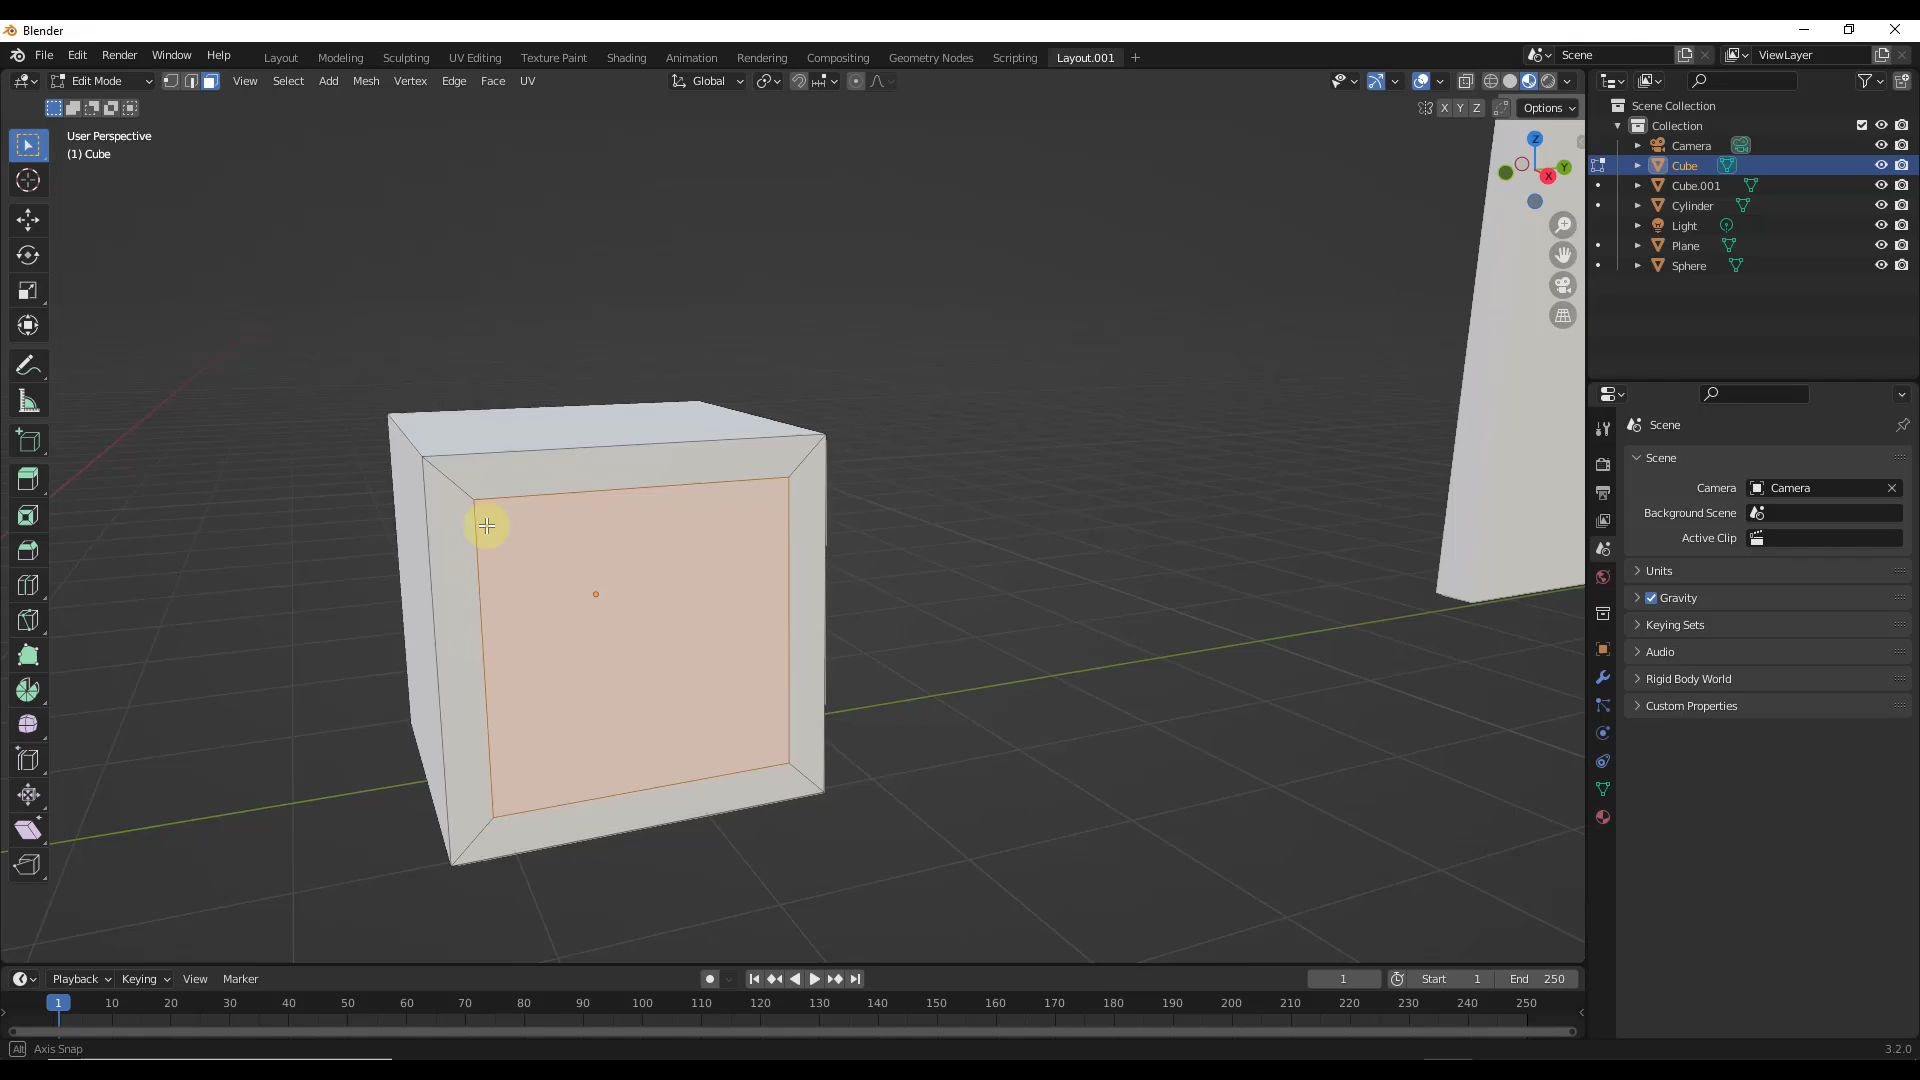 Blender
File Edit Render Window Help Layout Modeling Sculpting UV Editing Texture Paint Shading Animation Rendering Compositing Geometry Nodes Scripting Layout.001 + Scene ViewLayer
Edit Mode View Select Add Mesh Vertex Edge Face UV Global
X Y Z Options
User Perspective
(1) Cube
Z
Y
X
Scene Collection
Collection
Camera
Cube
Cube.001
Cylinder
Light
Plane
Sphere
Scene
Scene
Camera Camera
Background Scene
Active Clip
Units
Gravity
Keying Sets
Audio
Rigid Body World
Custom Properties
Playback Keying View Marker 1 Start 1 End 250
1 10 20 30 40 50 60 70 80 90 100 110 120 130 140 150 160 170 180 190 200 210 220 230 240 250
Alt Axis Snap 3.2.0